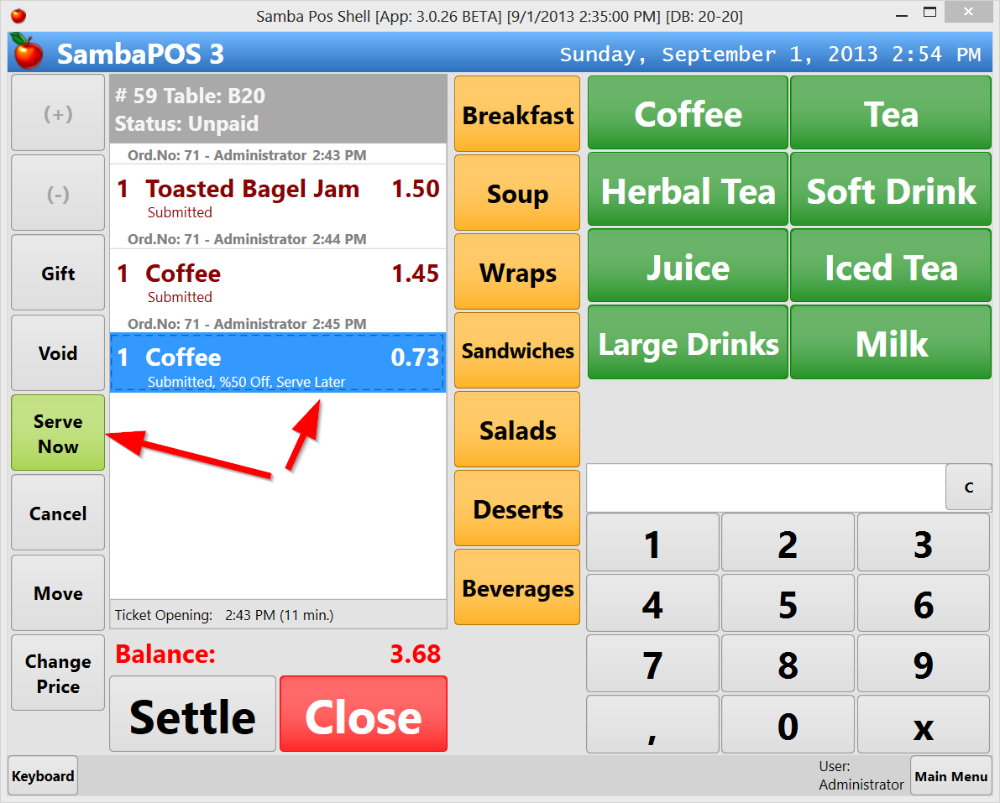 Samba Pos Shell [App: 3.0.26 BETA] [9/1/2013 2:35:00 PM] [DB: 20-20]
SambaPOS 3
Sunday, September 1, 2013 2:54 PM
(+)
(-)
Gift
Void
Serve
Now
Cancel
Move
Change
Price
# 59 Table: B20
Status: Unpaid
Ord.No: 71 - Administrator 2:43 PM
1 Toasted Bagel Jam 1.50
Submitted
Ord.No: 71 - Administrator 2:44 PM
1 Coffee 1.45
Submitted
Ord.No: 71 - Administrator 2:45 PM
1 Coffee 0.73
Submitted, %50 Off, Serve Later
Ticket Opening: 2:43 PM (11 min.)
Balance: 3.68
Settle
Close
Breakfast
Soup
Wraps
Sandwiches
Salads
Deserts
Beverages
Coffee Tea
Herbal Tea Soft Drink
Juice Iced Tea
Large Drinks Milk
C
1 2 3
4 5 6
7 8 9
, 0 x
Keyboard
User:
Administrator
Main Menu